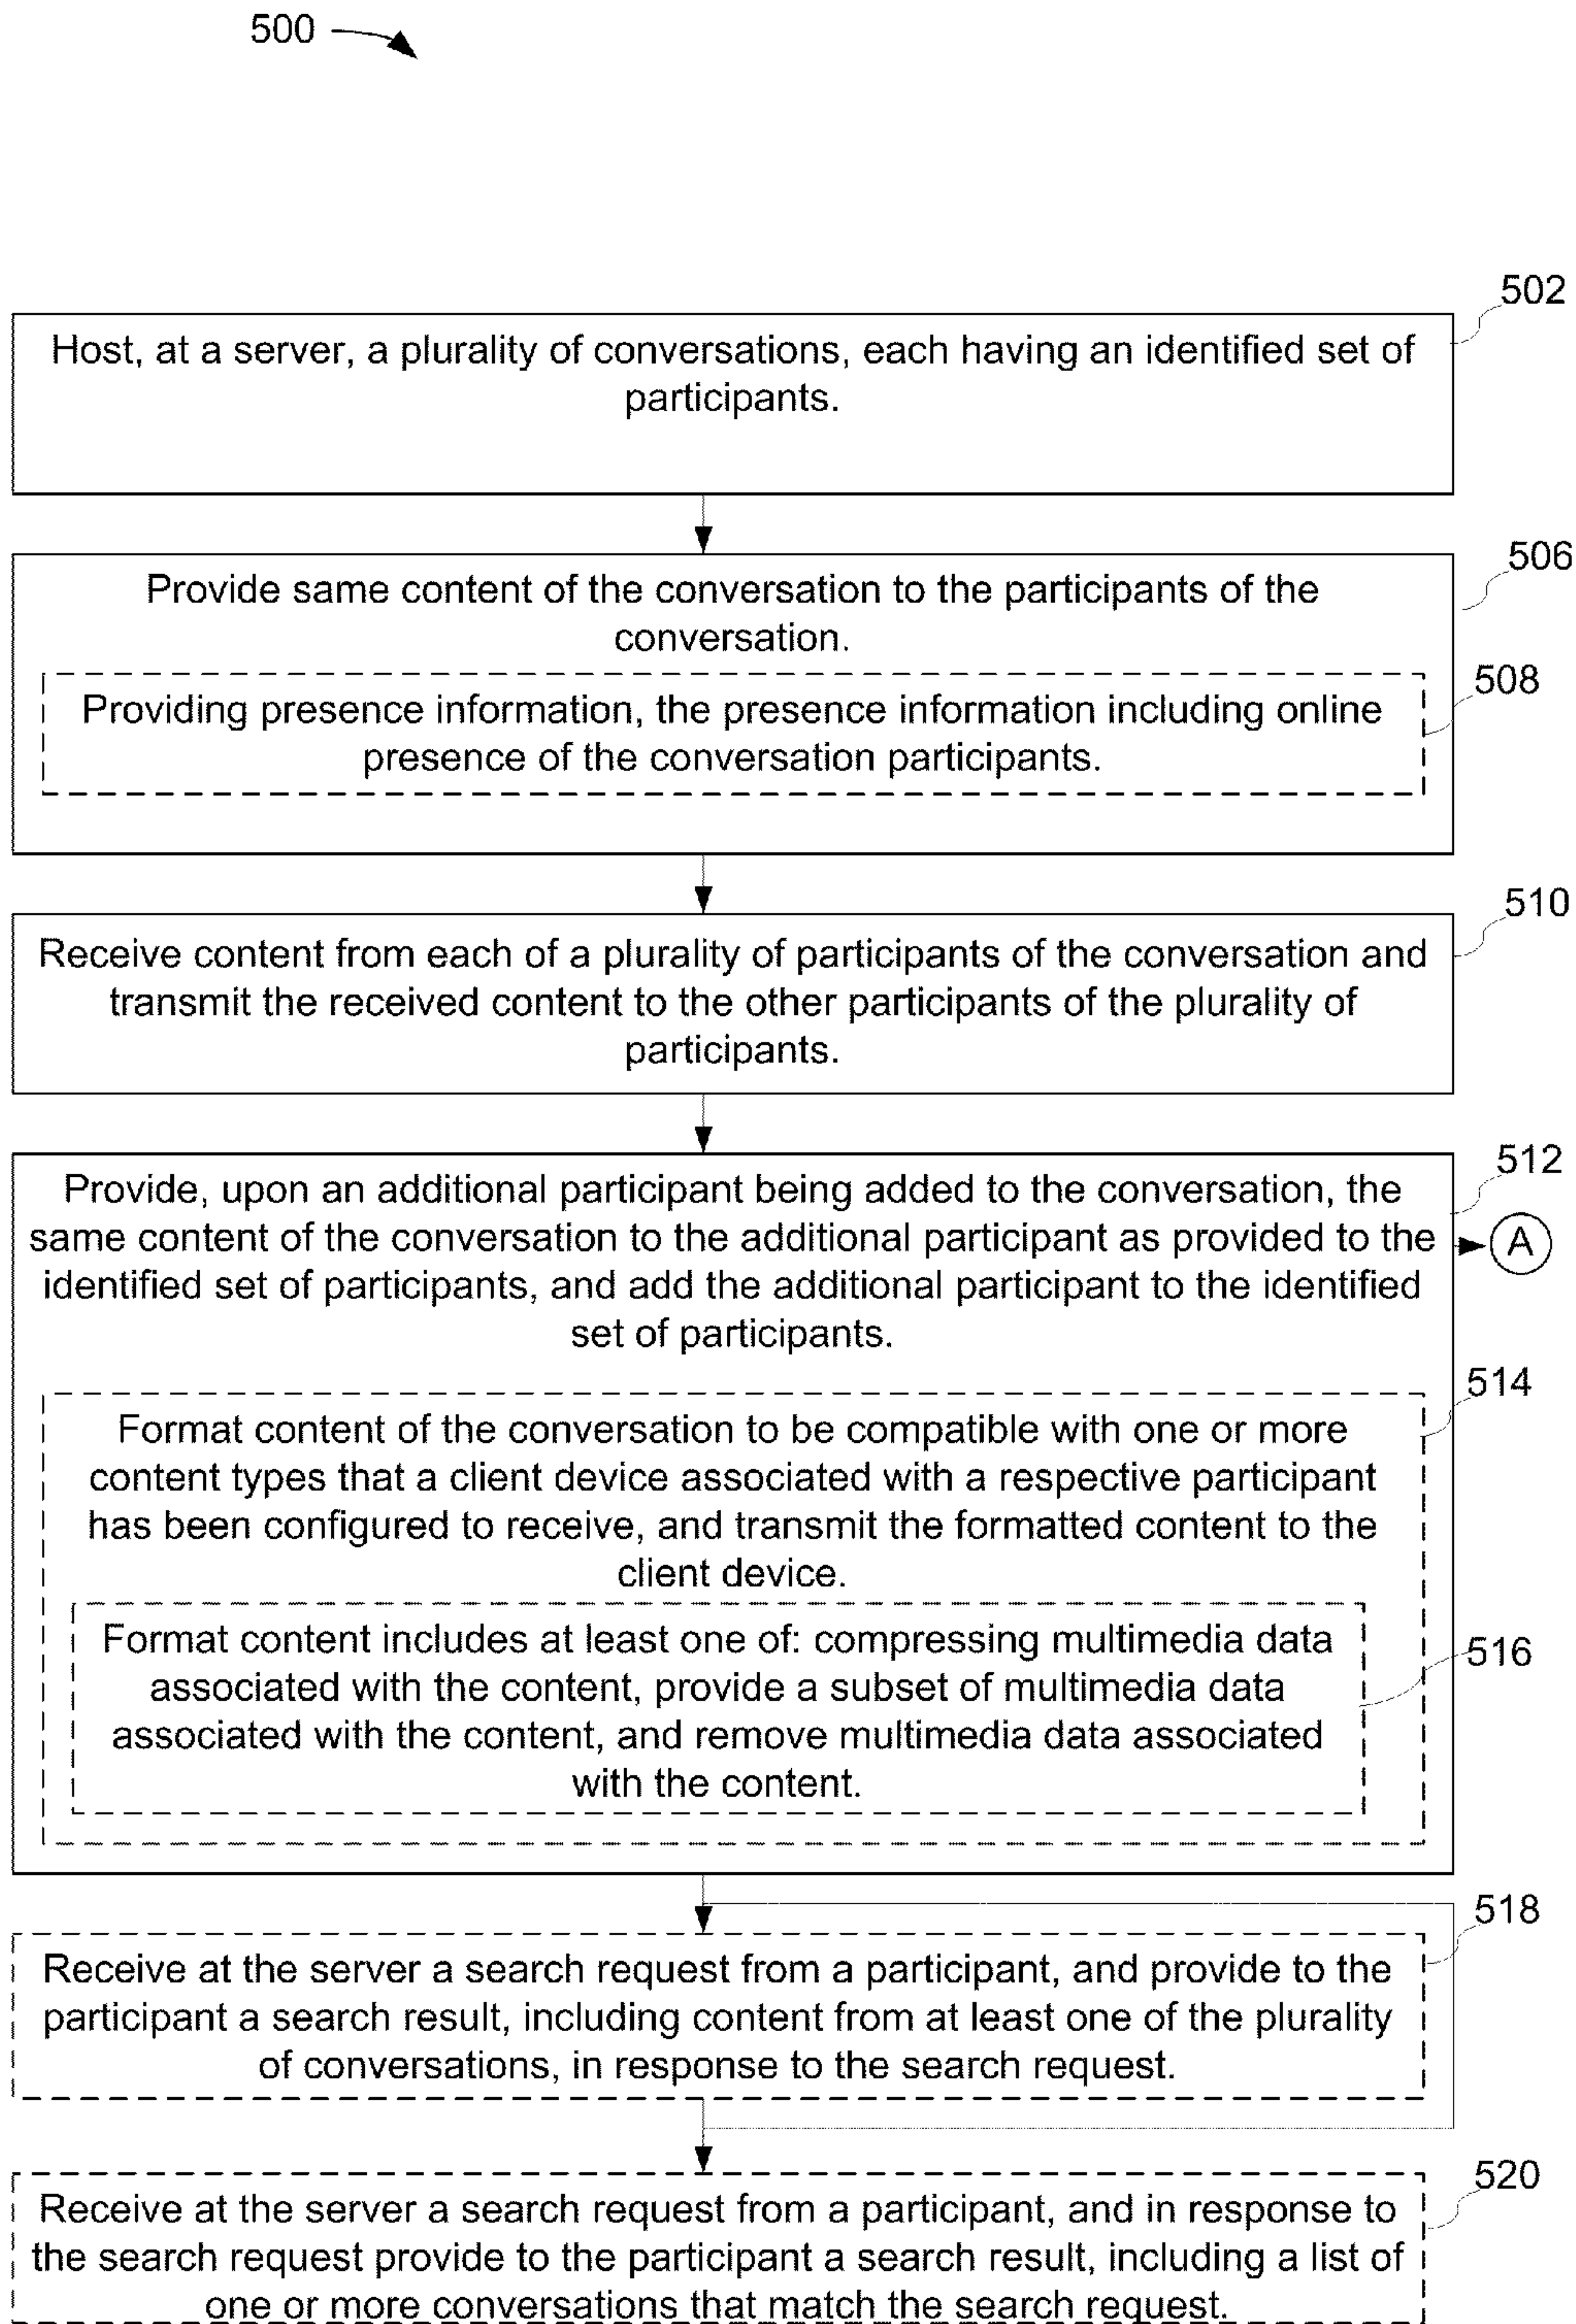 500
502
Host, at a server, a plurality of conversations, each having an identified set of
participants.
506
Provide same content of the conversation to the participants of the
conversation.
508
Providing presence information, the presence information including online
presence of the conversation participants.
510
Receive content from each of a plurality of participants of the conversation and
transmit the received content to the other participants of the plurality of
participants.
512
Provide, upon an additional participant being added to the conversation, the
same content of the conversation to the additional participant as provided to the
A
identified set of participants, and add the additional participant to the identified
set of participants.
514
Format content of the conversation to be compatible with one or more
content types that a client device associated with a respective participant
has been configured to receive, and transmit the formatted content to the
client device.
516
Format content includes at least one of: compressing multimedia data
associated with the content, provide a subset of multimedia data
associated with the content, and remove multimedia data associated
with the content.
518
Receive at the server a search request from a participant, and provide to the
participant a search result, including content from at least one of the plurality
of conversations, in response to the search request.
520
Receive at the server a search request from a participant, and in response to
the search request provide to the participant a search result, including a list of
one or more conversations that match the search request.